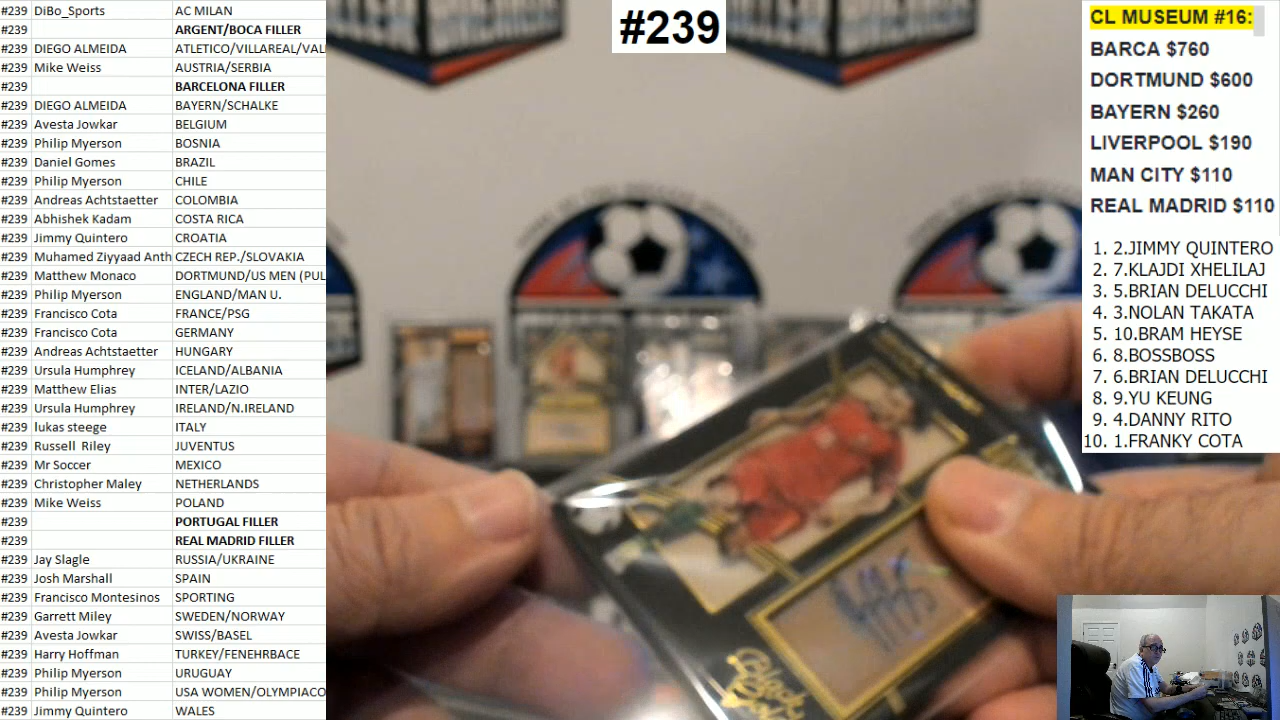 #239 DiBo_Sports AC MILAN
#239 ARGENT/BOCA FILLER
#239 DIEGO ALMEIDA ATLETICO/VILLAREAL/VAL
#239 Mike Weiss AUSTRIA/SERBIA
#239 BARCELONA FILLER
#239 DIEGO ALMEIDA BAYERN/SCHALKE
#239 Avesta Jowkar BELGIUM
#239 Philip Myerson BOSNIA
#239 Daniel Gomes BRAZIL
#239 Philip Myerson CHILE
#239 Andreas Achtstaetter COLOMBIA
#239 Abhishek Kadam COSTA RICA
#239 Jimmy Quintero CROATIA
#239 Muhamed Ziyyaad Anth CZECH REP./SLOVAKIA
#239 Matthew Monaco DORTMUND/US MEN (PUL
#239 Philip Myerson ENGLAND/MAN U.
#239 Francisco Cota FRANCE/PSG
#239 Francisco Cota GERMANY
#239 Andreas Achtstaetter HUNGARY
#239 Ursula Humphrey ICELAND/ALBANIA
#239 Matthew Elias INTER/LAZIO
#239 Ursula Humphrey IRELAND/N.IRELAND
#239 lukas steege ITALY
#239 Russell Riley JUVENTUS
#239 Mr Soccer MEXICO
#239 Christopher Maley NETHERLANDS
#239 Mike Weiss POLAND
#239 PORTUGAL FILLER
#239 REAL MADRID FILLER
#239 Jay Slagle RUSSIA/UKRAINE
#239 Josh Marshall SPAIN
#239 Francisco Montesinos SPORTING
#239 Garrett Miley SWEDEN/NORWAY
#239 Avesta Jowkar SWISS/BASEL
#239 Harry Hoffman TURKEY/FENEHRBACE
#239 Philip Myerson URUGUAY
#239 Philip Myerson USA WOMEN/OLYMPIACO
#239 Jimmy Quintero WALES
#239
CL MUSEUM #16:
BARCA $760
DORTMUND $600
BAYERN $260
LIVERPOOL $190
MAN CITY $110
REAL MADRID $110
1. 2.JIMMY QUINTERO
2. 7.KLAJDI XHELILAJ
3. 5.BRIAN DELUCCHI
4. 3.NOLAN TAKATA
5. 10.BRAM HEYSE
6. 8.BOSSBOSS
7. 6.BRIAN DELUCCHI
8. 9.YU KEUNG
9. 4.DANNY RITO
10. 1.FRANKY COTA